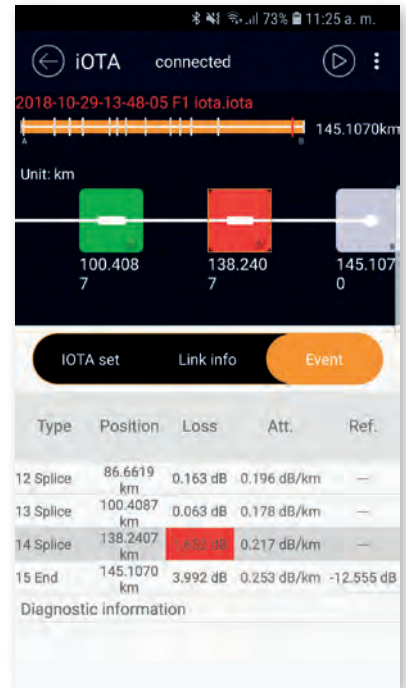 73% 11:25 a. m.
iOTA connected
2018-10-29-13-48-05 F1 iota.iota
145.1070km
A B
Unit: km
100.408
7
138.240
7
145.107
0
IOTA set Link info Event
Type Position Loss Att. Ref.
12 Splice 86.6619 km 0.163 dB 0.196 dB/km —
13 Splice 100.4087 km 0.063 dB 0.178 dB/km —
14 Splice 138.2407 km dB 0.217 dB/km —
15 End 145.1070 km 3.992 dB 0.253 dB/km -12.555 dB
Diagnostic information